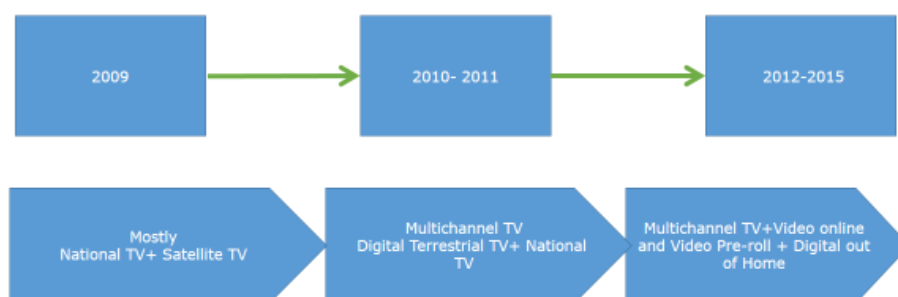 2009
2010- 2011
2012-2015
Mostly
National TV+ Satellite TV
Multichannel TV
Digital Terrestrial TV+ National
TV
Multichannel TV+Video online
and Video Pre-roll + Digital out
of Home